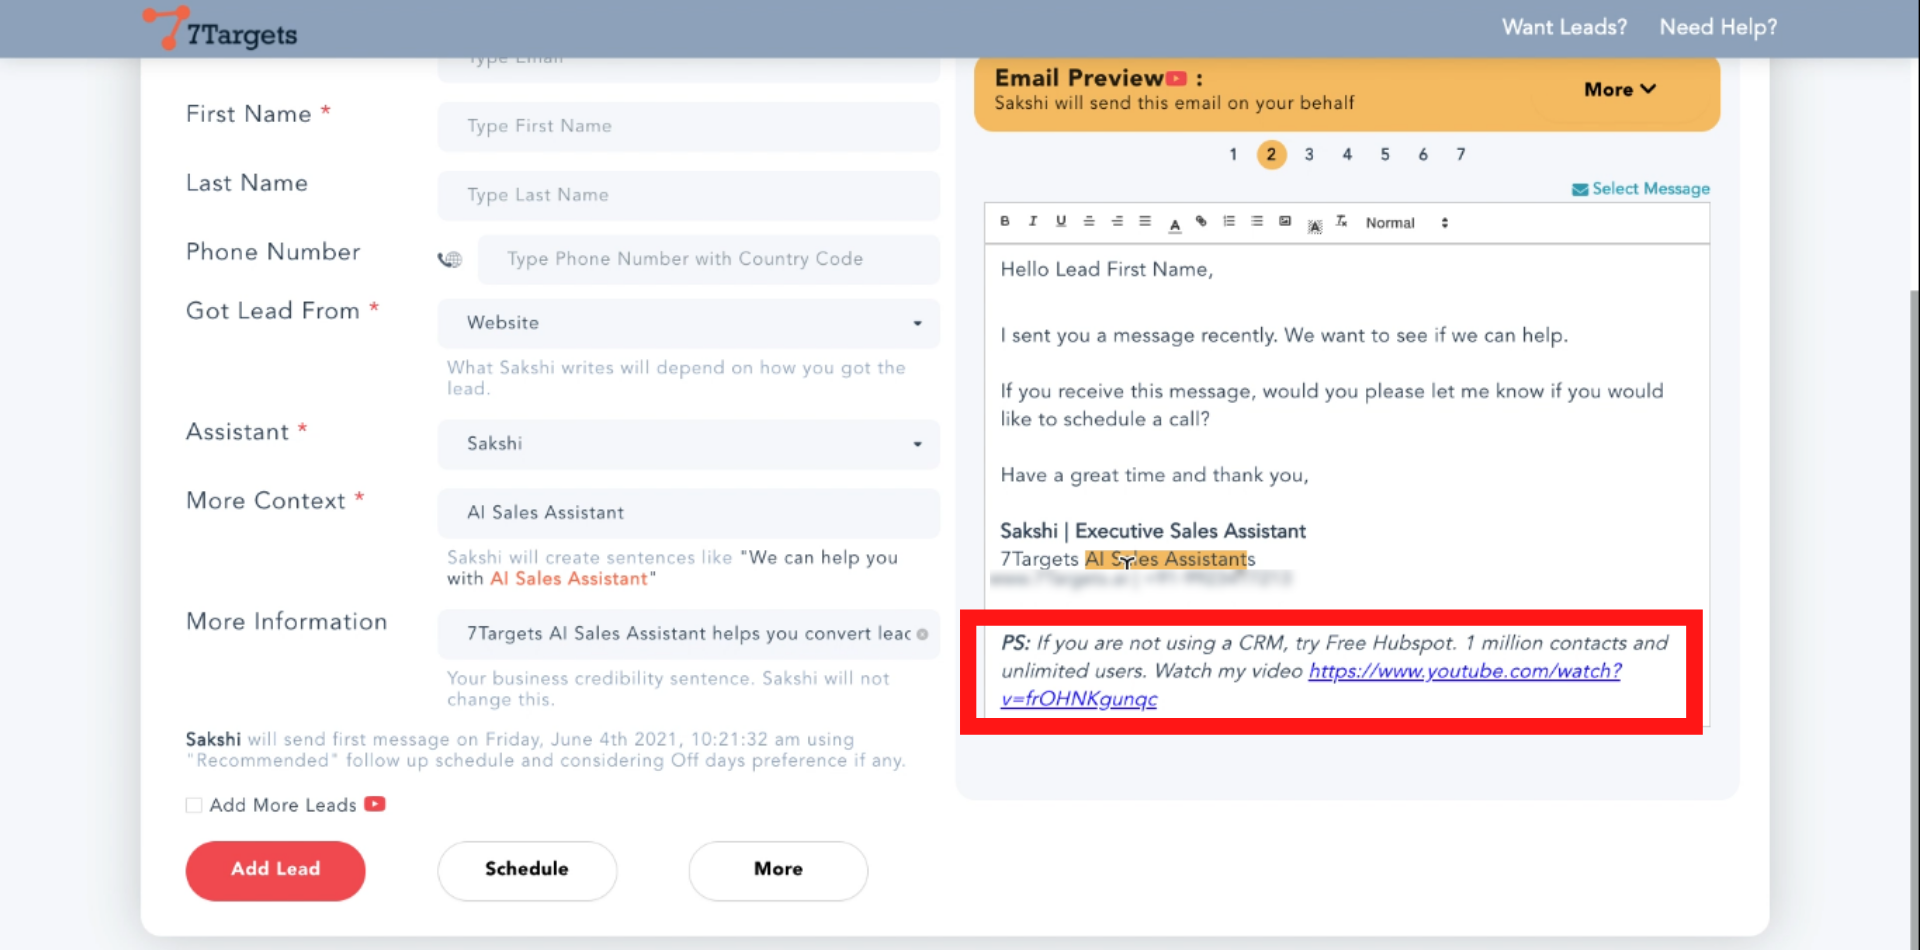 7Targets
Want Leads?
Need Help?
Type Email
First Name *
Type First Name
Last Name
Type Last Name
Phone Number
Type Phone Number with Country Code
Got Lead From *
Website
What Sakshi writes will depend on how you got the
lead.
Assistant *
Sakshi
More Context *
AI Sales Assistant
Sakshi will create sentences like "We can help you
with AI Sales Assistant"
More Information
7Targets AI Sales Assistant helps you convert leac
Your business credibility sentence. Sakshi will not
change this.
Sakshi will send first message on Friday, June 4th 2021, 10:21:32 am using
"Recommended" follow up schedule and considering Off days preference if any.
Add More Leads
Add Lead
Schedule
More
Email Preview :
Sakshi will send this email on your behalf
More
1 2 3 4 5 6 7
Select Message
B I U A A Tx Normal
Hello Lead First Name,
I sent you a message recently. We want to see if we can help.
If you receive this message, would you please let me know if you would
like to schedule a call?
Have a great time and thank you,
Sakshi | Executive Sales Assistant
7Targets AI Sales Assistants
PS: If you are not using a CRM, try Free Hubspot. 1 million contacts and
unlimited users. Watch my video https://www.youtube.com/watch?
v=frOHNKgunqc